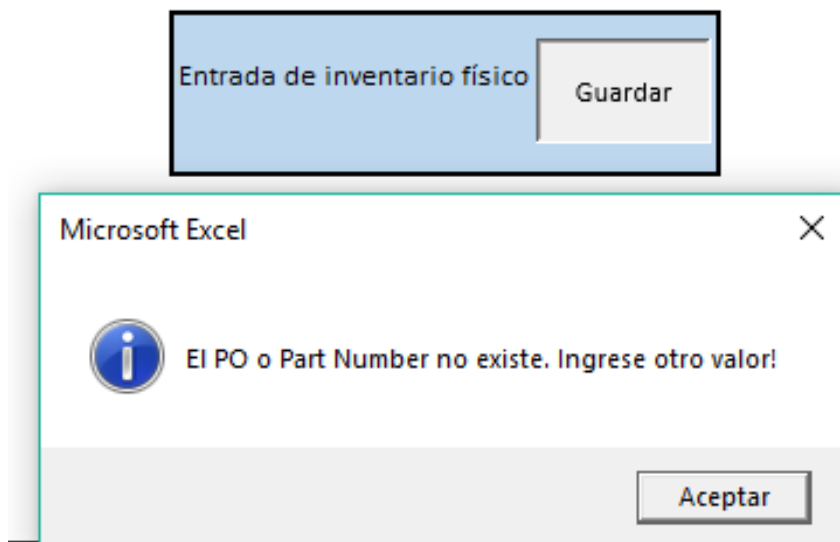 Entrada de inventario físico
Guardar
Microsoft Excel
El PO o Part Number no existe. Ingrese otro valor!
Aceptar